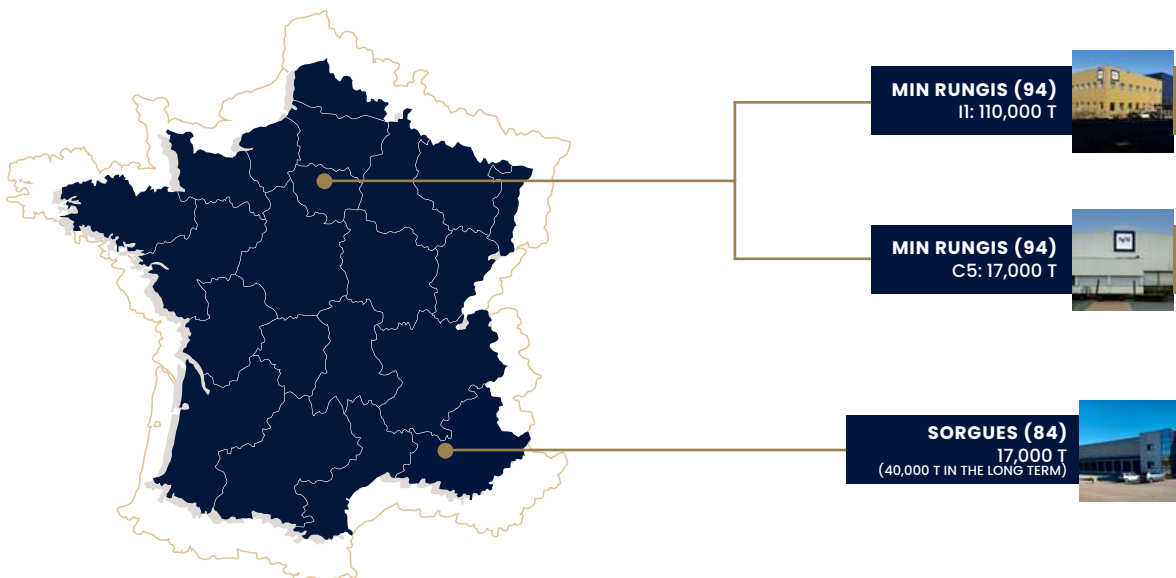 MIN RUNGIS (94)
I1: 110,000 T
MIN RUNGIS (94)
C5: 17,000 T
SORGUES (84)
17,000 T
(40,000 T IN THE LONG TERM)